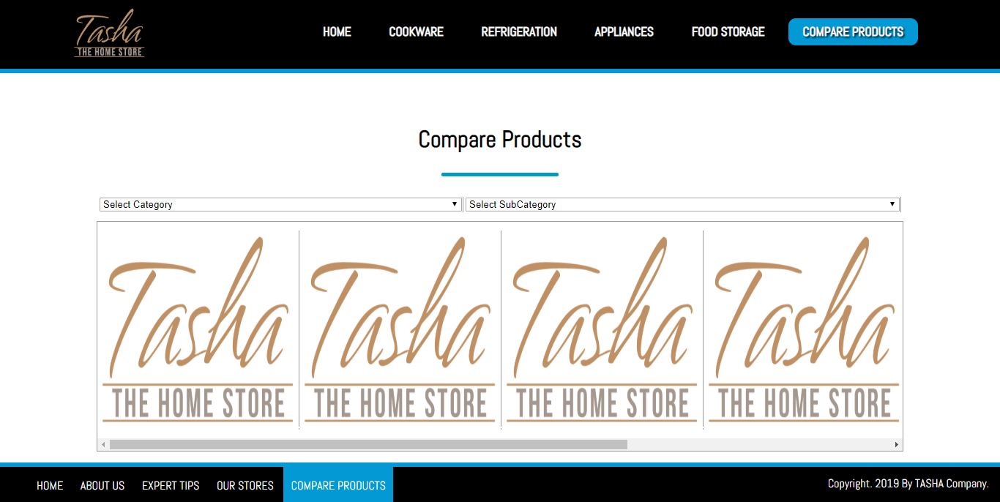 Tasha
THE HOME STORE
HOME COOKWARE REFRIGERATION APPLIANCES FOOD STORAGE COMPARE PRODUCTS
Compare Products
Select Category Select SubCategory
Tasha Tasha Tasha Tasha
THE HOME STORE THE HOME STORE THE HOME STORE THE HOME STORE
HOME ABOUT US EXPERT TIPS OUR STORES COMPARE PRODUCTS Copyright. 2019 By TASHA Company.